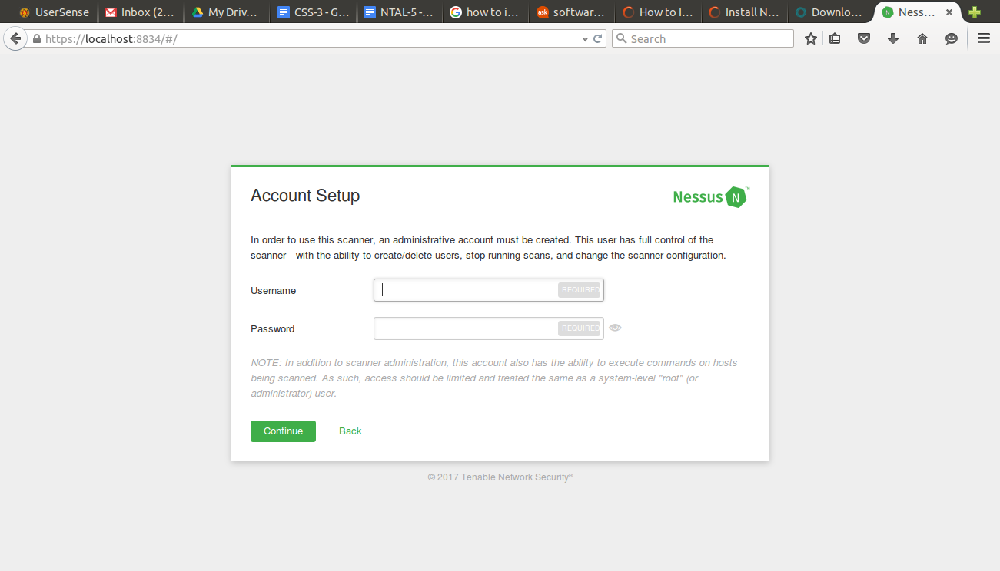 UserSense
Inbox (2...
My Driv...
CSS-3 - G...
NTAL-5 -...
how to i...
ask
softwar...
How to I...
Install N...
Downlo...
Ness...
https://localhost:8834/#/
Search
Account Setup
Nessus N ™
In order to use this scanner, an administrative account must be created. This user has full control of the
scanner—with the ability to create/delete users, stop running scans, and change the scanner configuration.
Username
REQUIRED
Password
REQUIRED
NOTE: In addition to scanner administration, this account also has the ability to execute commands on hosts
being scanned. As such, access should be limited and treated the same as a system-level "root" (or
administrator) user.
Continue
Back
© 2017 Tenable Network Security®